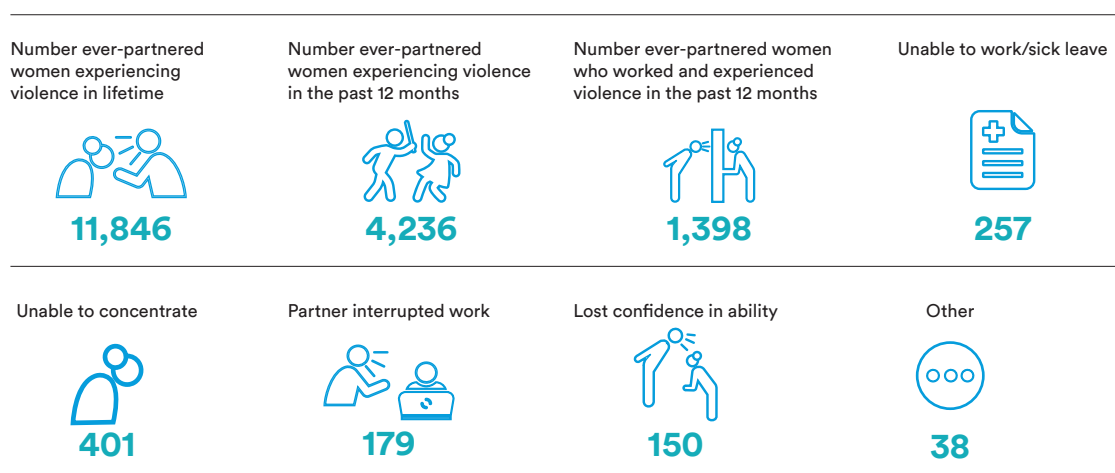 Number ever-partnered
women experiencing
violence in lifetime
11,846
Number ever-partnered
women experiencing violence
in the past 12 months
4,236
Number ever-partnered women
who worked and experienced
violence in the past 12 months
1,398
Unable to work/sick leave
257
Unable to concentrate
401
Partner interrupted work
179
Lost confidence in ability
150
Other
38